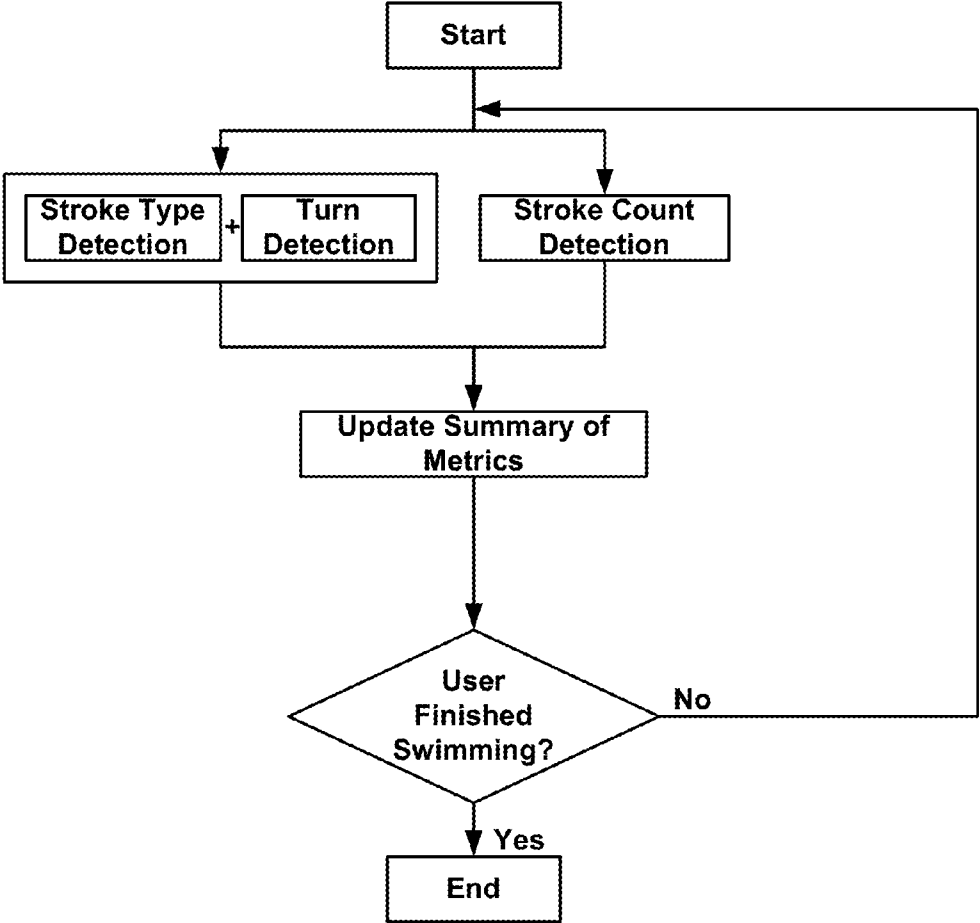 Start
Stroke Type
Detection
+
Turn
Detection
Stroke Count
Detection
Update Summary of
Metrics
User
Finished
Swimming?
No
Yes
End